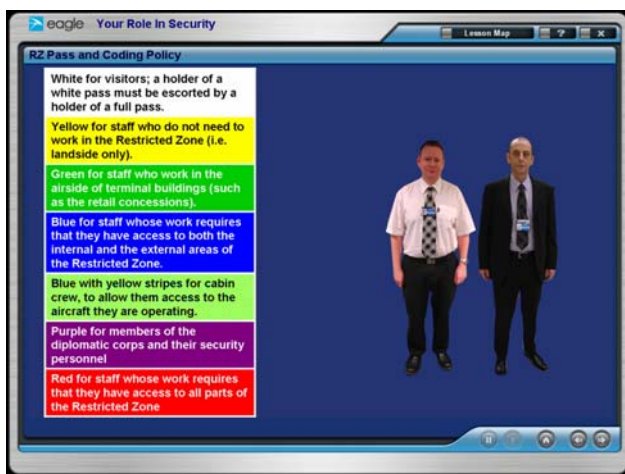 eagle Your Role In Security
Lesson Map ? X
RZ Pass and Coding Policy
White for visitors; a holder of a
white pass must be escorted by a
holder of a full pass.
Yellow for staff who do not need to
work in the Restricted Zone (i.e.
landside only).
Green for staff who work in the
airside of terminal buildings (such
as the retail concessions).
Blue for staff whose work requires
that they have access to both the
internal and the external areas of
the Restricted Zone.
Blue with yellow stripes for cabin
crew, to allow them access to the
aircraft they are operating.
Purple for members of the
diplomatic corps and their security
personnel
Red for staff whose work requires
that they have access to all parts of
the Restricted Zone